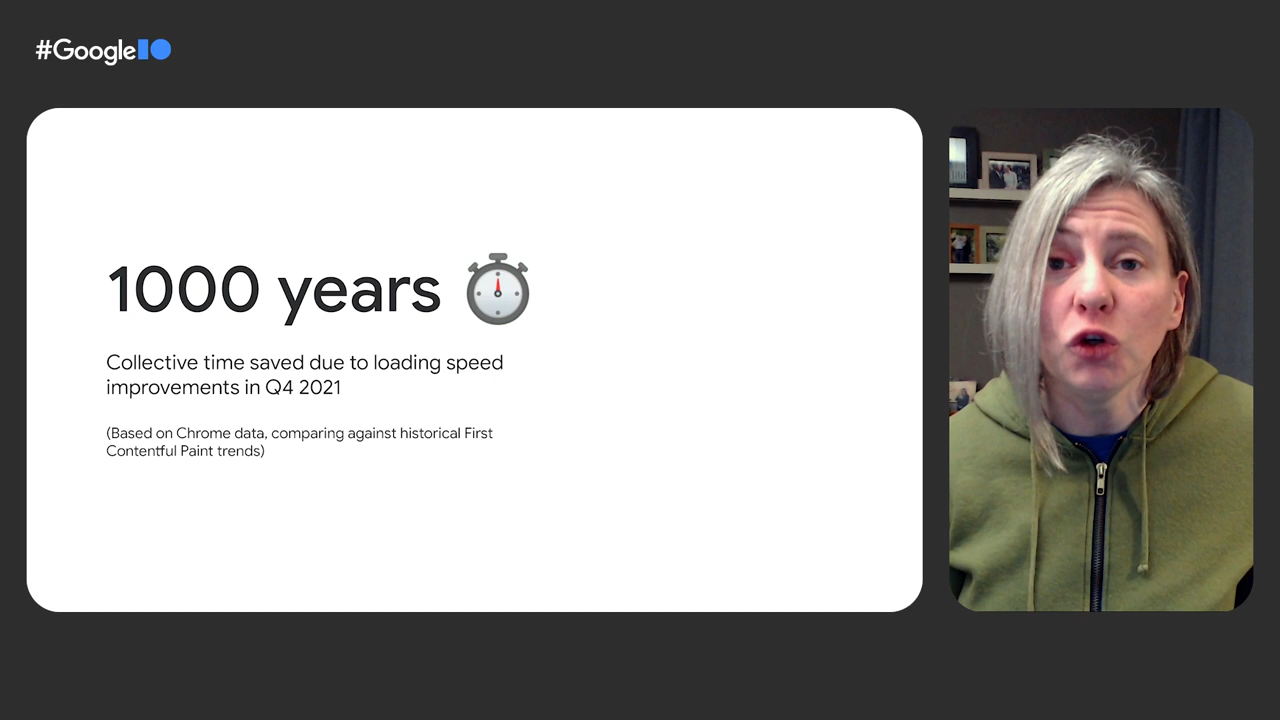 #GoogleIO
1000 years
Collective time saved due to loading speed
improvements in Q4 2021
(Based on Chrome data, comparing against historical First
Contentful Paint trends)